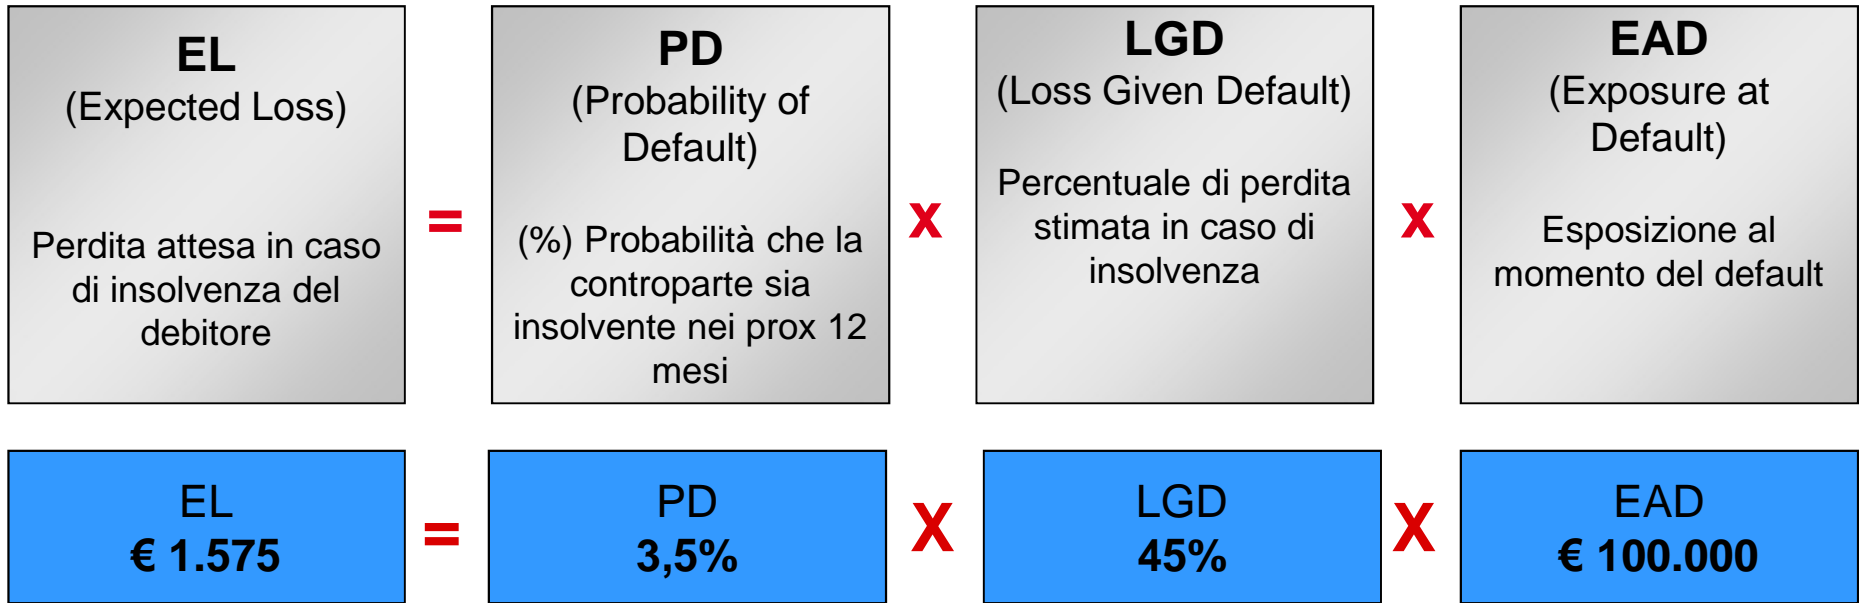 EL
(Expected Loss)
Perdita attesa in caso
di insolvenza del
debitore
=
PD
(Probability of
Default)
(%) Probabilità che la
controparte sia
insolvente nei prox 12
mesi
x
LGD
(Loss Given Default)
Percentuale di perdita
stimata in caso di
insolvenza
x
EAD
(Exposure at
Default)
Esposizione al
momento del default
EL
€ 1.575
=
PD
3,5%
X
LGD
45%
X
EAD
€ 100.000